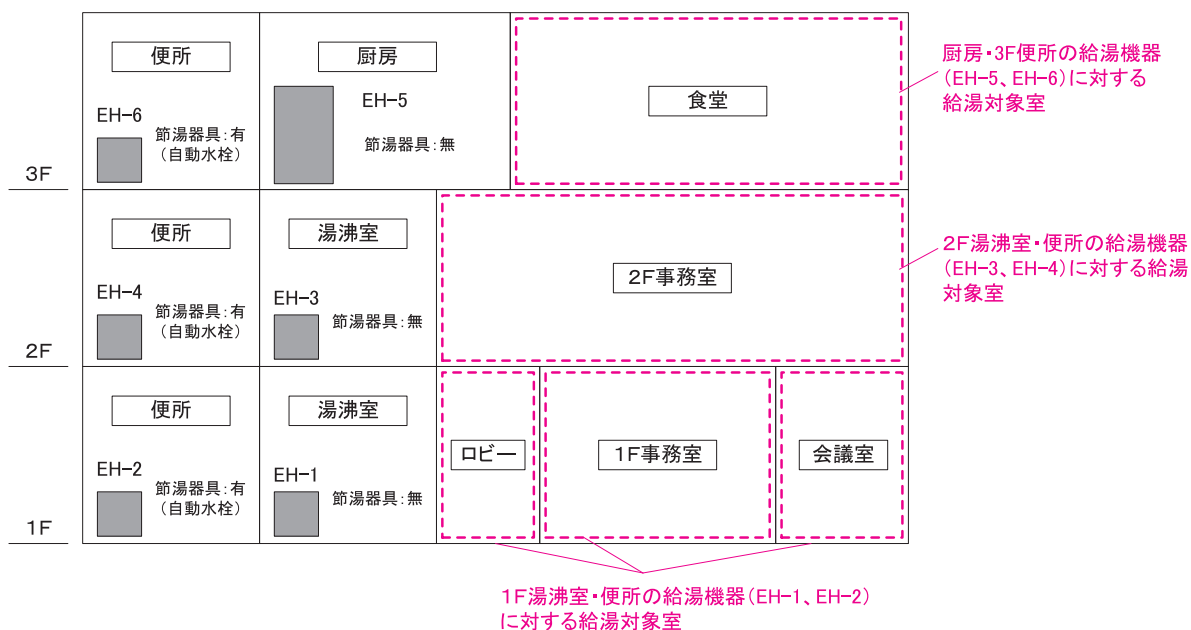 便所
厨房
EH-6
節湯器具：有
（自動水栓）
EH-5
節湯器具：無
食堂
厨房・3F便所の給湯機器
（EH-5、EH-6）に対する
給湯対象室
3F
便所
湯沸室
EH-4
節湯器具：有
（自動水栓）
EH-3
節湯器具：無
2F事務室
2F湯沸室・便所の給湯機器
（EH-3、EH-4）に対する給湯
対象室
2F
便所
湯沸室
EH-2
節湯器具：有
（自動水栓）
EH-1
節湯器具：無
ロビー
1F事務室
会議室
1F
1F湯沸室・便所の給湯機器（EH-1、EH-2）
に対する給湯対象室